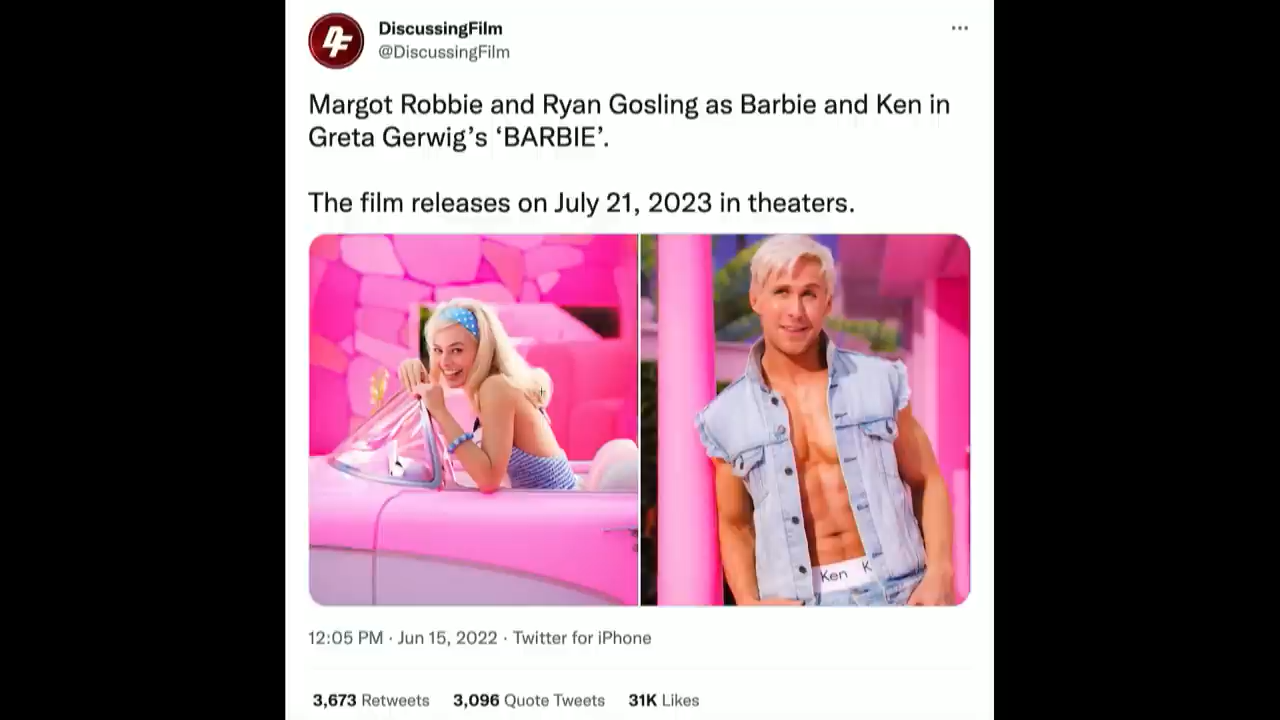 DF
DiscussingFilm
@DiscussingFilm
Margot Robbie and Ryan Gosling as Barbie and Ken in
Greta Gerwig’s ‘BARBIE’.
The film releases on July 21, 2023 in theaters.
Ken K
12:05 PM · Jun 15, 2022 · Twitter for iPhone
3,673 Retweets 3,096 Quote Tweets 31K Likes